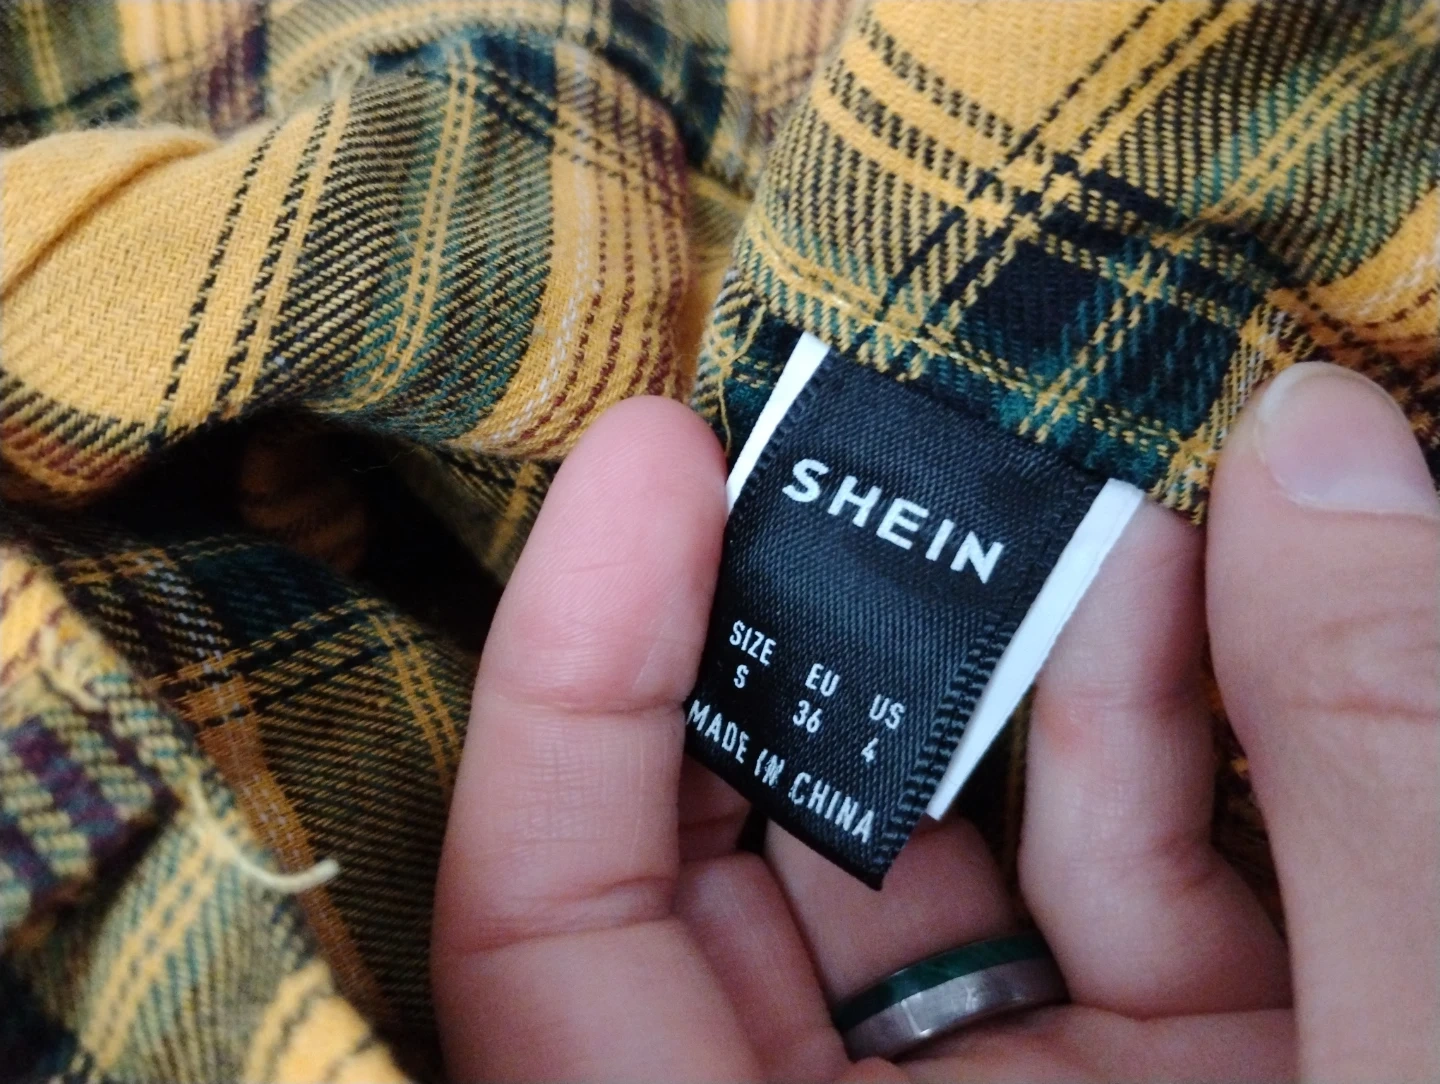 SHEIN
SIZE EU US
S 36 4
MADE IN CHINA